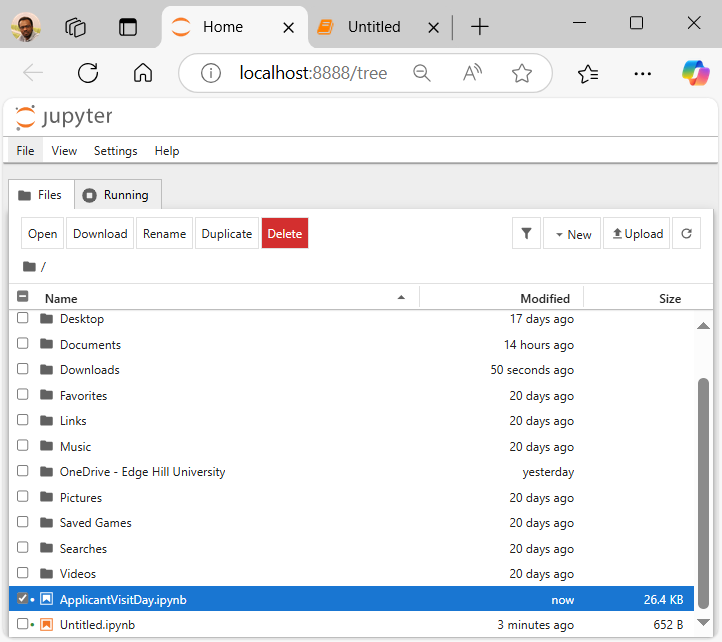 Home Untitled
localhost:8888/tree
jupyter
File View Settings Help
Files Running
Open Download Rename Duplicate Delete New Upload
/
Name Modified Size
Desktop 17 days ago
Documents 14 hours ago
Downloads 50 seconds ago
Favorites 20 days ago
Links 20 days ago
Music 20 days ago
OneDrive - Edge Hill University yesterday
Pictures 20 days ago
Saved Games 20 days ago
Searches 20 days ago
Videos 20 days ago
ApplicantVisitDay.ipynb now 26.4 KB
Untitled.ipynb 3 minutes ago 652 B